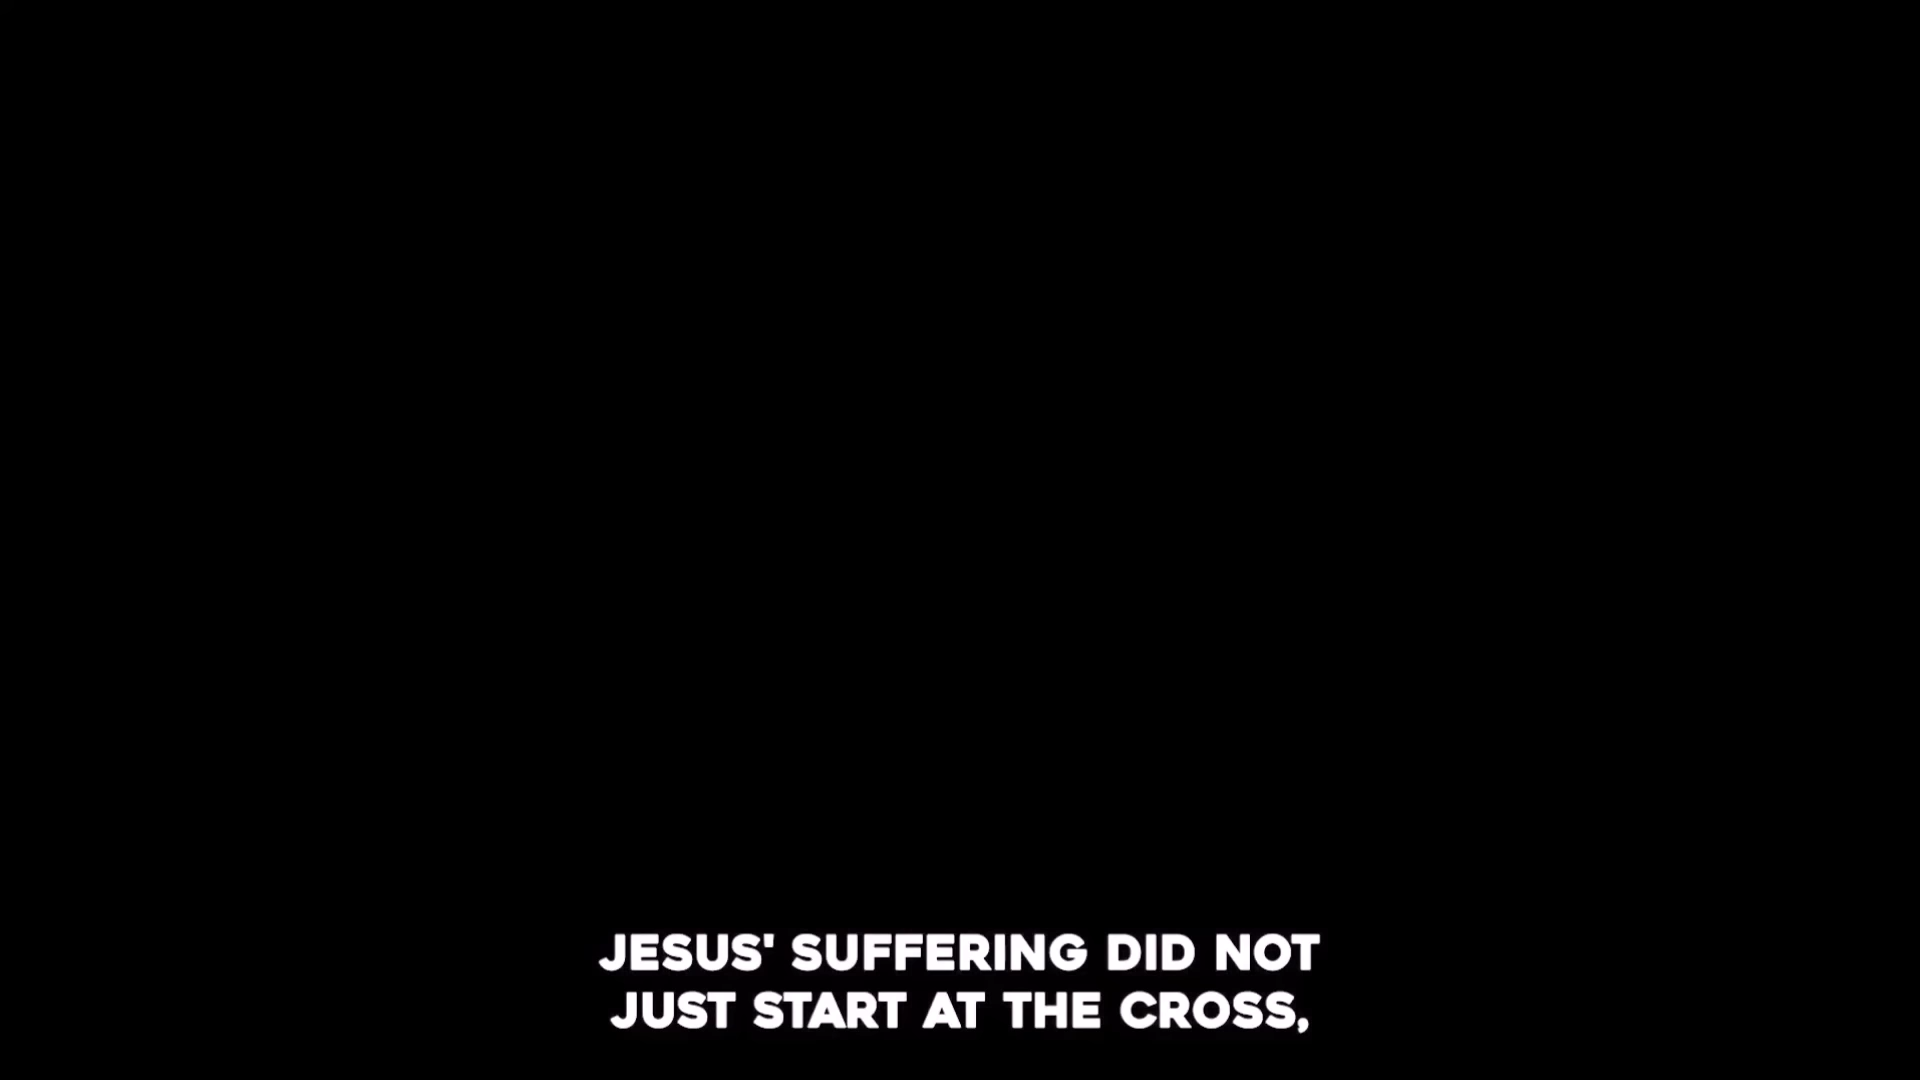 JESUS' SUFFERING DID NOT
JUST START AT THE CROSS,